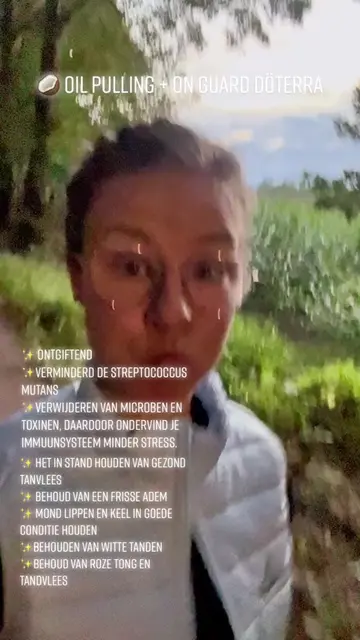 🥥 OIL PULLING + ON GUARD DÖTERRA
✨ ONTGIFTEND
✨ VERMINDERD DE STREPTOCOCCUS
MUTANS
✨ VERWIJDEREN VAN MICROBEN EN
TOXINEN, DAARDOOR ONDERVIND JE
IMMUUNSYSTEEM MINDER STRESS.
✨ HET IN STAND HOUDEN VAN GEZOND
TANVLEES
✨ BEHOUD VAN EEN FRISSE ADEM
✨ MOND LIPPEN EN KEEL IN GOEDE
CONDITIE HOUDEN
✨ BEHOUDEN VAN WITTE TANDEN
✨ BEHOUD VAN ROZE TONG EN
TANDVLEES